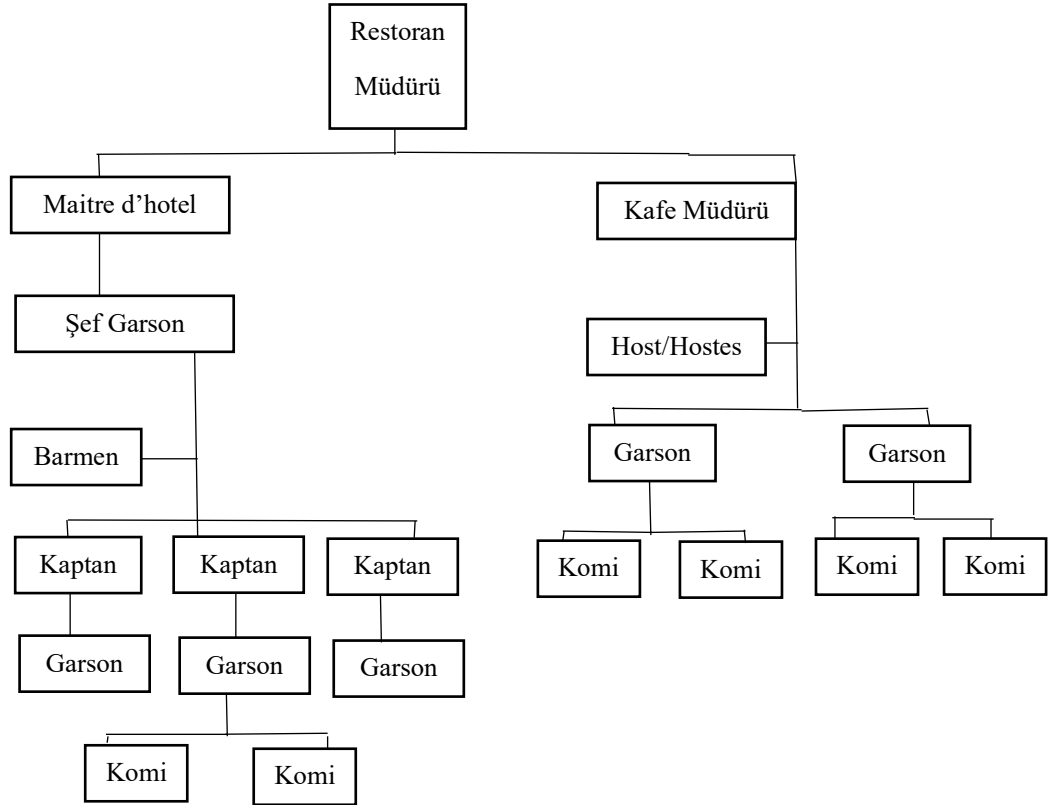 Restoran
Müdürü
Maitre d’hotel
Kafe Müdürü
Şef Garson
Host/Hostes
Barmen
Garson
Garson
Kaptan
Kaptan
Kaptan
Komi
Komi
Komi
Komi
Garson
Garson
Garson
Komi
Komi